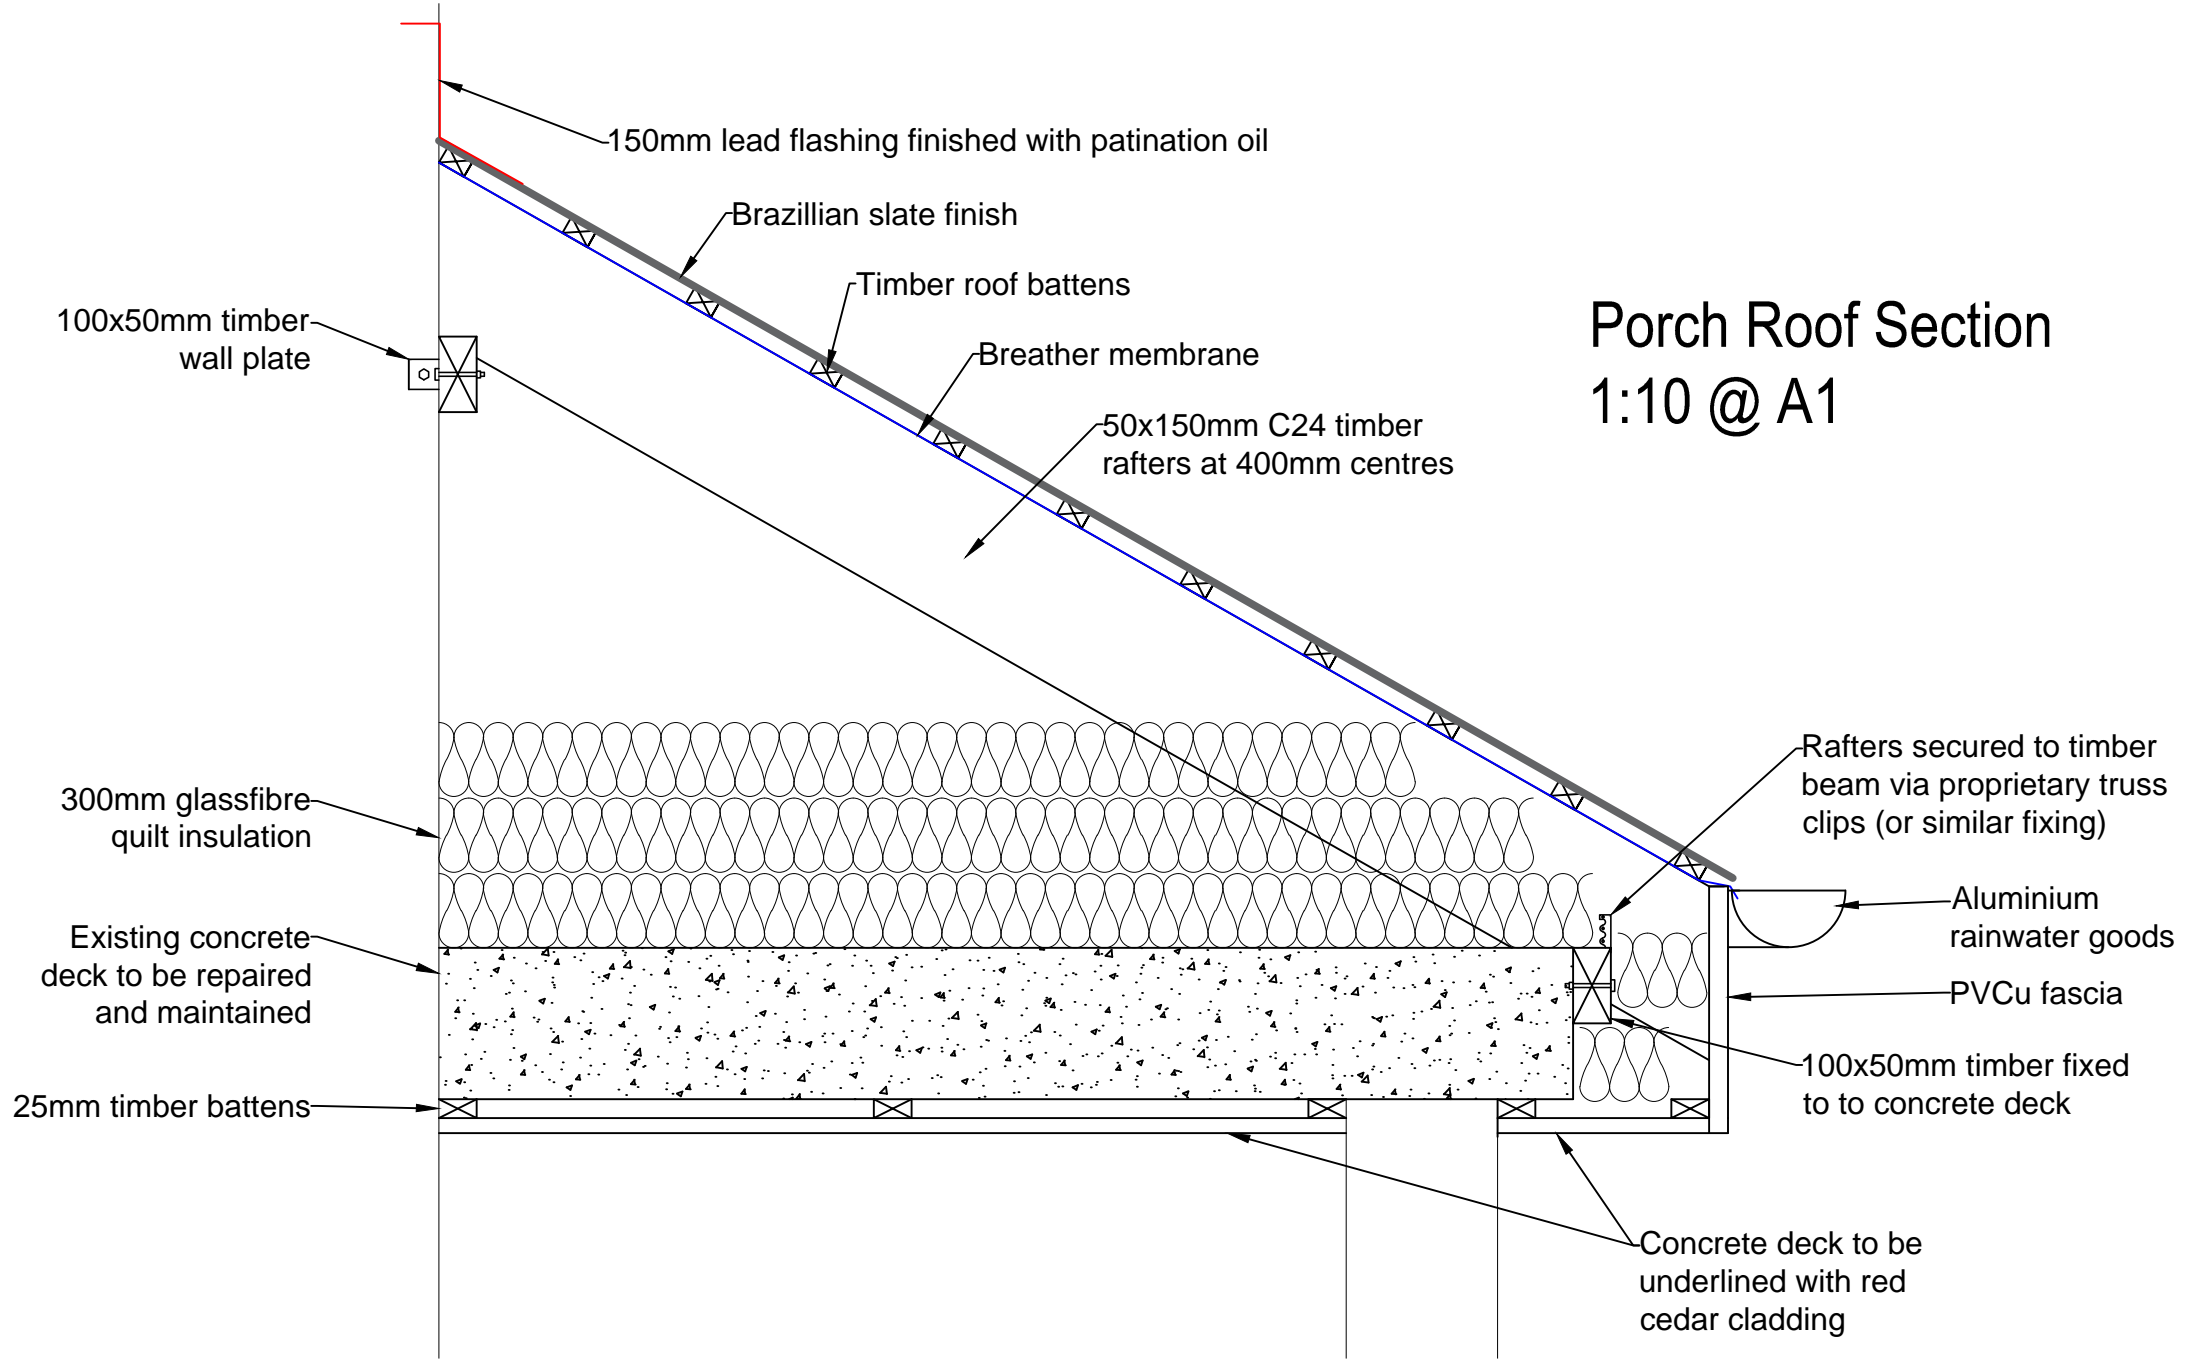 150mm lead flashing finished with patination oil
Brazillian slate finish
Timber roof battens
100x50mm timber
wall plate
Breather membrane
Porch Roof Section
1:10 @ A1
50x150mm C24 timber
rafters at 400mm centres
Rafters secured to timber
beam via proprietary truss
clips (or similar fixing)
300mm glassfibre
quilt insulation
Aluminium
rainwater goods
Existing concrete
deck to be repaired
and maintained
PVCu fascia
100x50mm timber fixed
to to concrete deck
25mm timber battens
Concrete deck to be
underlined with red
cedar cladding